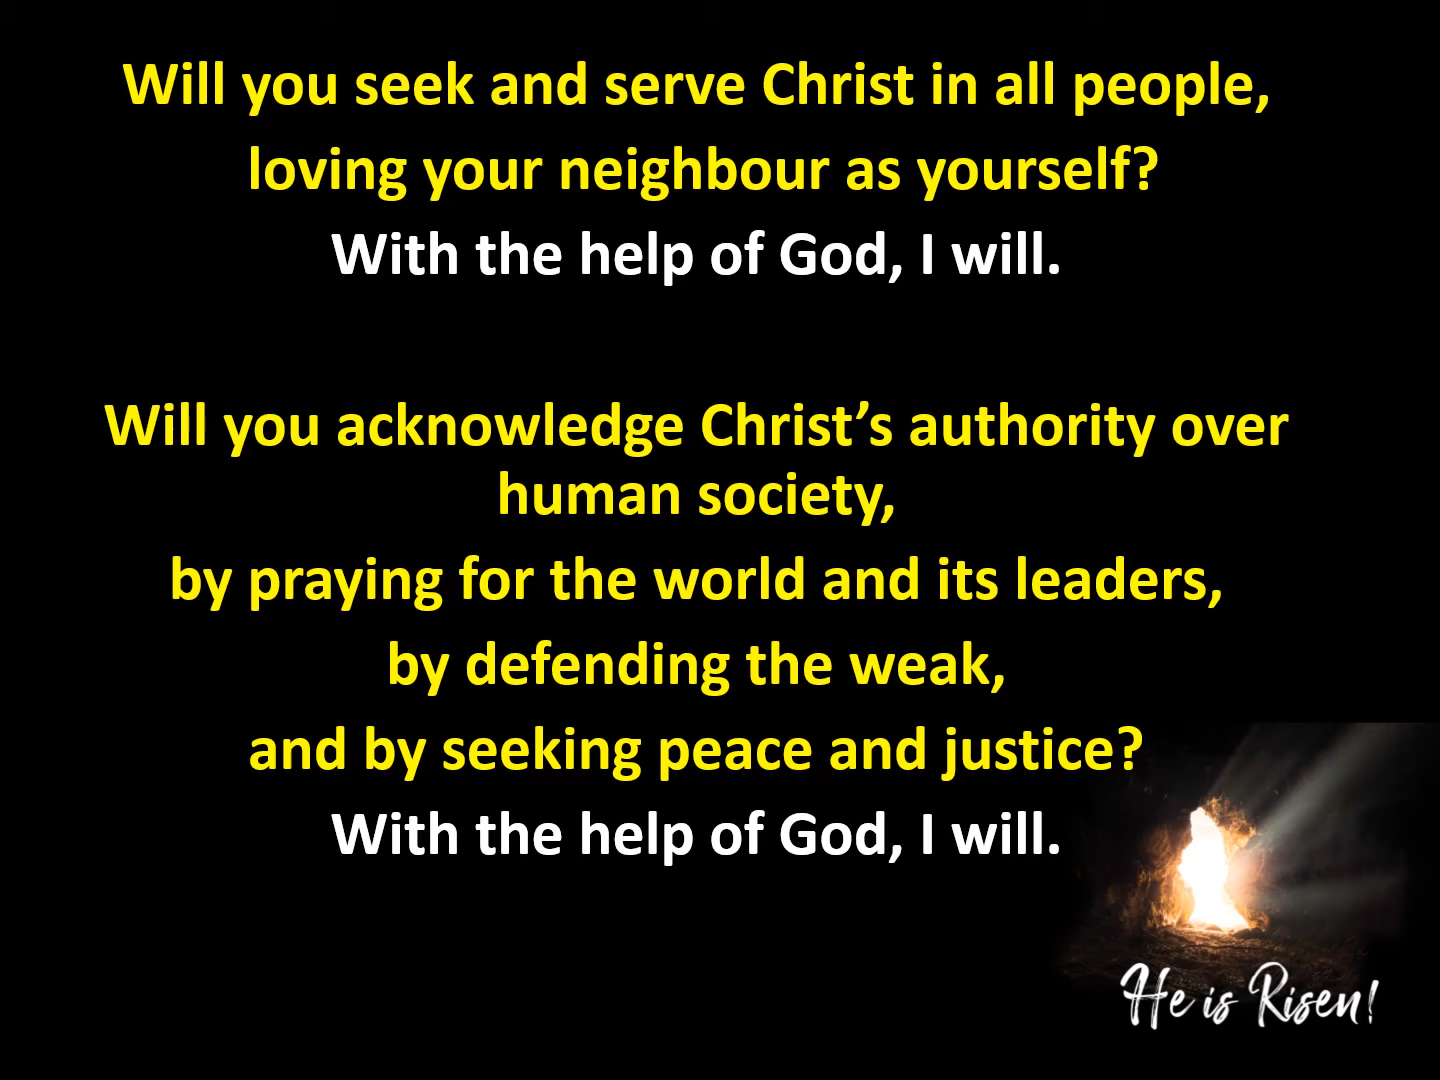 Will you seek and serve Christ in all people,
loving your neighbour as yourself?
With the help of God, I will.
Will you acknowledge Christ’s authority over
human society,
by praying for the world and its leaders,
by defending the weak,
and by seeking peace and justice?
With the help of God, I will.
He is Risen!